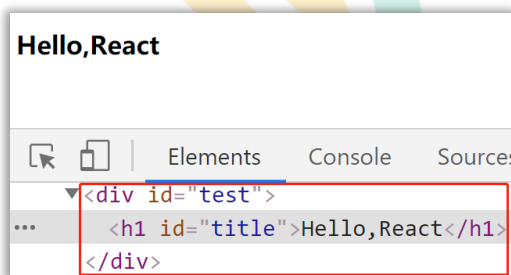 Hello,React
Elements Console Sources
▼<div id="test">
··· <h1 id="title">Hello,React</h1>
</div>